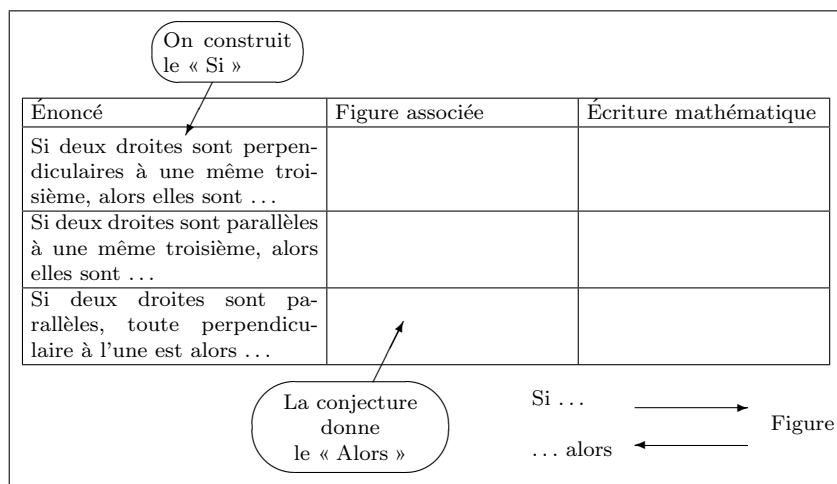 On construit
le « Si »
Énoncé Figure associée Écriture mathématique
Si deux droites sont perpen-
diculaires à une même troi-
sième, alors elles sont ...
Si deux droites sont parallèles
à une même troisième, alors
elles sont ...
Si deux droites sont pa-
rallèles, toute perpendicu-
laire à l'une est alors ...
La conjecture
donne
le « Alors »
Si ...
Figure
... alors